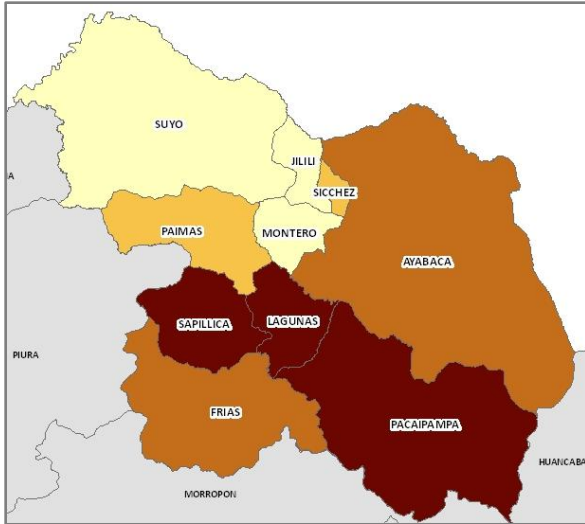 SUYO
JILILI
A
SICCHEZ
PAIMAS
MONTERO
AYABACA
SAPILLICA
LAGUNAS
PIURA
FRIAS
PACAIPAMPA
HUANCABA
MORROPON